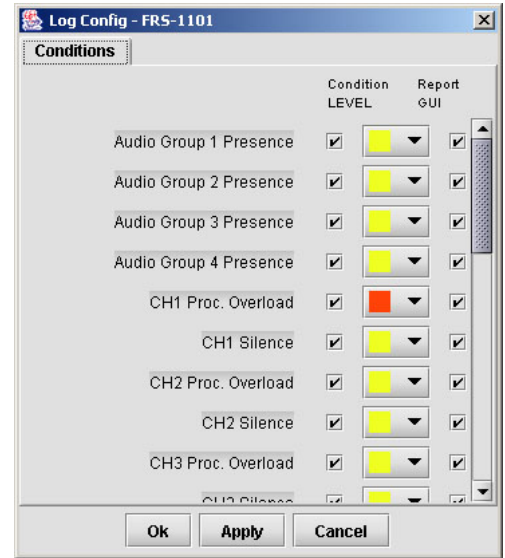 Log Config - FRS-1101
Conditions
Condition Report
LEVEL GUI
Audio Group 1 Presence
Audio Group 2 Presence
Audio Group 3 Presence
Audio Group 4 Presence
CH1 Proc. Overload
CH1 Silence
CH2 Proc. Overload
CH2 Silence
CH3 Proc. Overload
CH3 Silence
Ok Apply Cancel